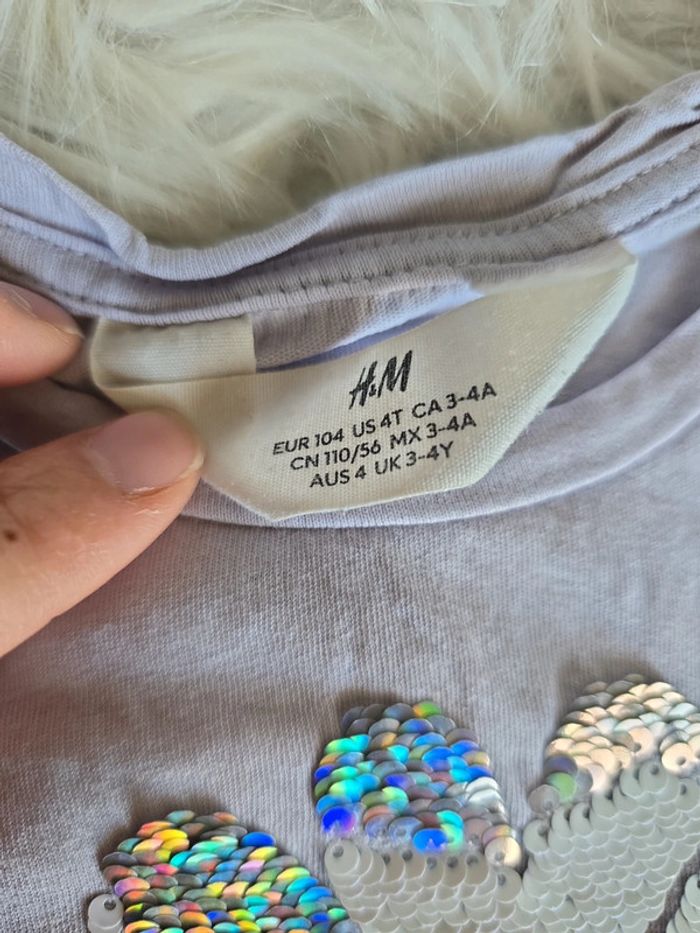 H&M
EUR 104 US 4T CA 3-4A
CN 110/56 MX 3-4A
AUS 4 UK 3-4Y